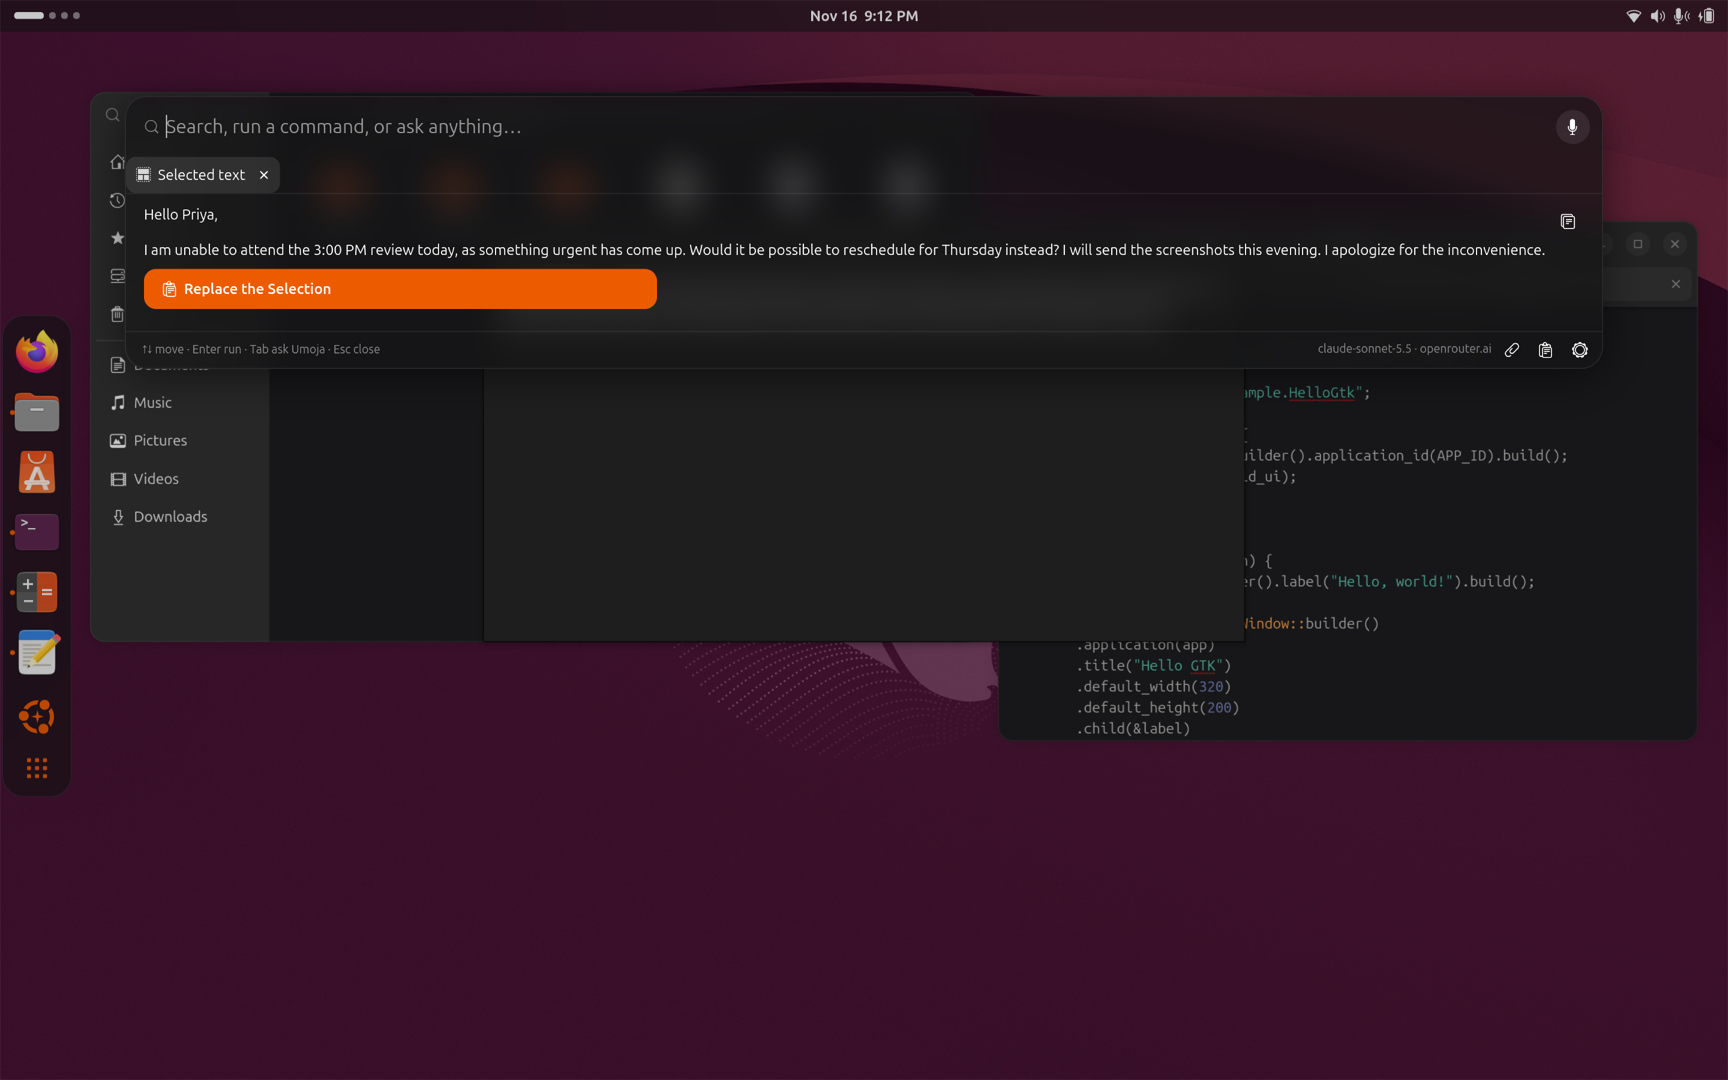 Nov 16 9:12 PM
Search, run a command, or ask anything…
Selected text
Hello Priya,
I am unable to attend the 3:00 PM review today, as something urgent has come up. Would it be possible to reschedule for Thursday instead? I will send the screenshots this evening. I apologize for the inconvenience.
Replace the Selection
↑↓ move · Enter run · Tab ask Umoja · Esc close
claude-sonnet-5.5 · openrouter.ai
Documents
Music
Pictures
Videos
Downloads
ample.HelloGtk";
uilder().application_id(APP_ID).build();
d_ui);
) {
er().label("Hello, world!").build();
Window::builder()
.application(app)
.title("Hello GTK")
.default_width(320)
.default_height(200)
.child(&label)